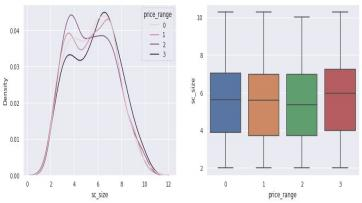 0.04
0.03
0.02
0.01
0.00
Density
0 2 4 6 8 10 12
sc_size
price_range
0
1
2
3
10
8
6
4
2
sc_size
0 1 2 3
price_range